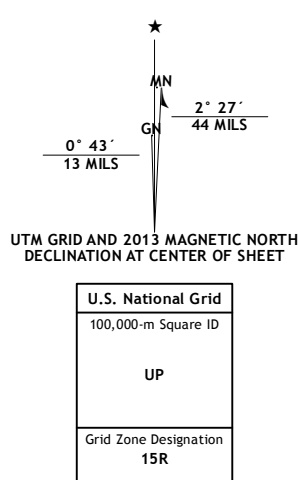 ★
MN
GN
2° 27´
44 MILS
0° 43´
13 MILS
UTM GRID AND 2013 MAGNETIC NORTH
DECLINATION AT CENTER OF SHEET
U.S. National Grid
100,000-m Square ID
UP
Grid Zone Designation
15R